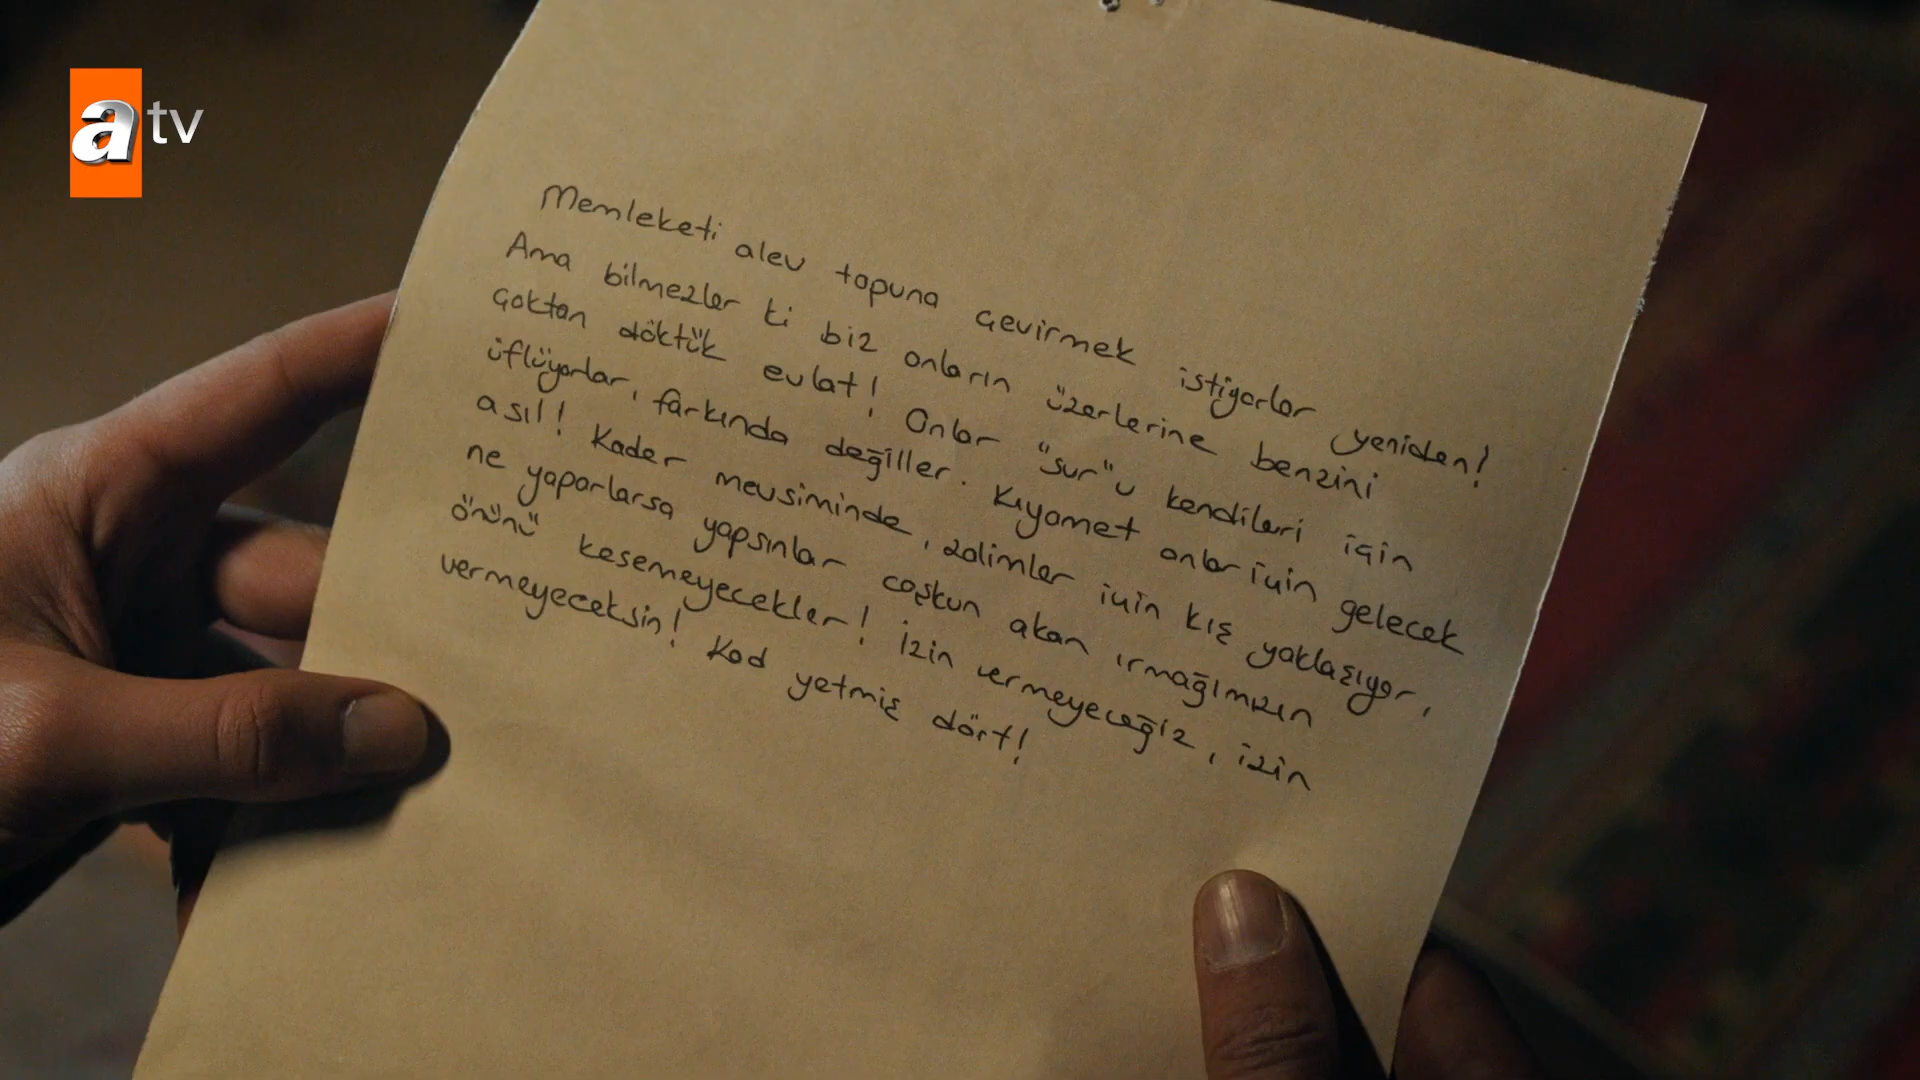 atv
Memleketi alev topuna çevirmek istiyorlar yeniden!
Ama bilmezler ki biz onların üzerlerine benzini
çoktan döktük evlat! Onlar "sur"u kendileri için
üflüyorlar, farkında değiller. Kıyamet onlar için gelecek
asıl! Kader mevsiminde, zalimler için kış yaklaşıyor,
ne yaparlarsa yapsınlar coşkun akan ırmağımızın
önünü kesemeyecekler! İzin vermeyeceğiz, izin
vermeyeceksin! Kod yetmiş dört!